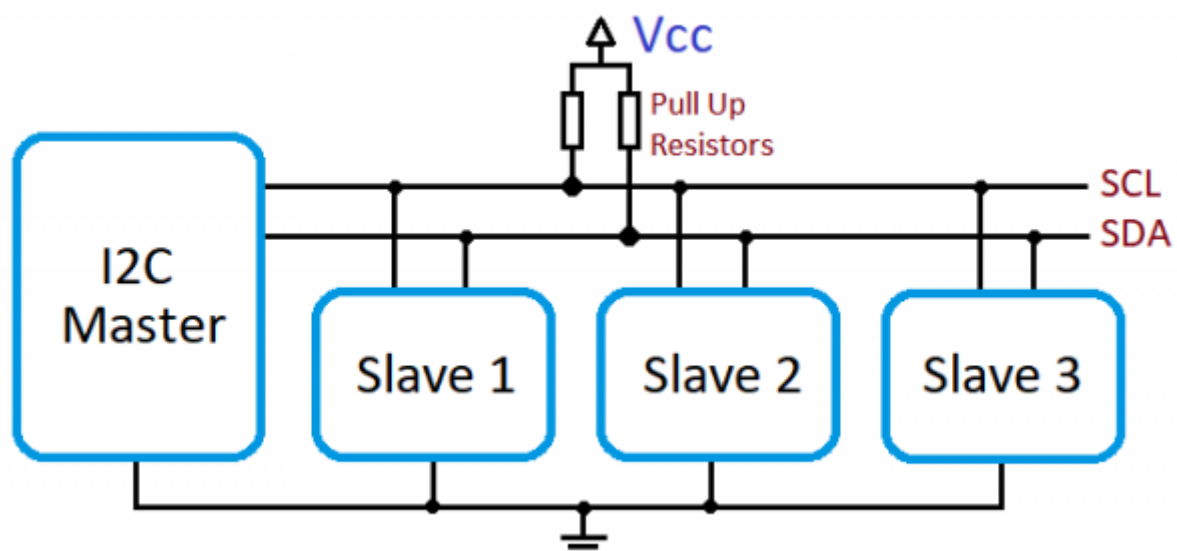 Vcc
Pull Up
Resistors
SCL
SDA
I2C
Master
Slave 1
Slave 2
Slave 3